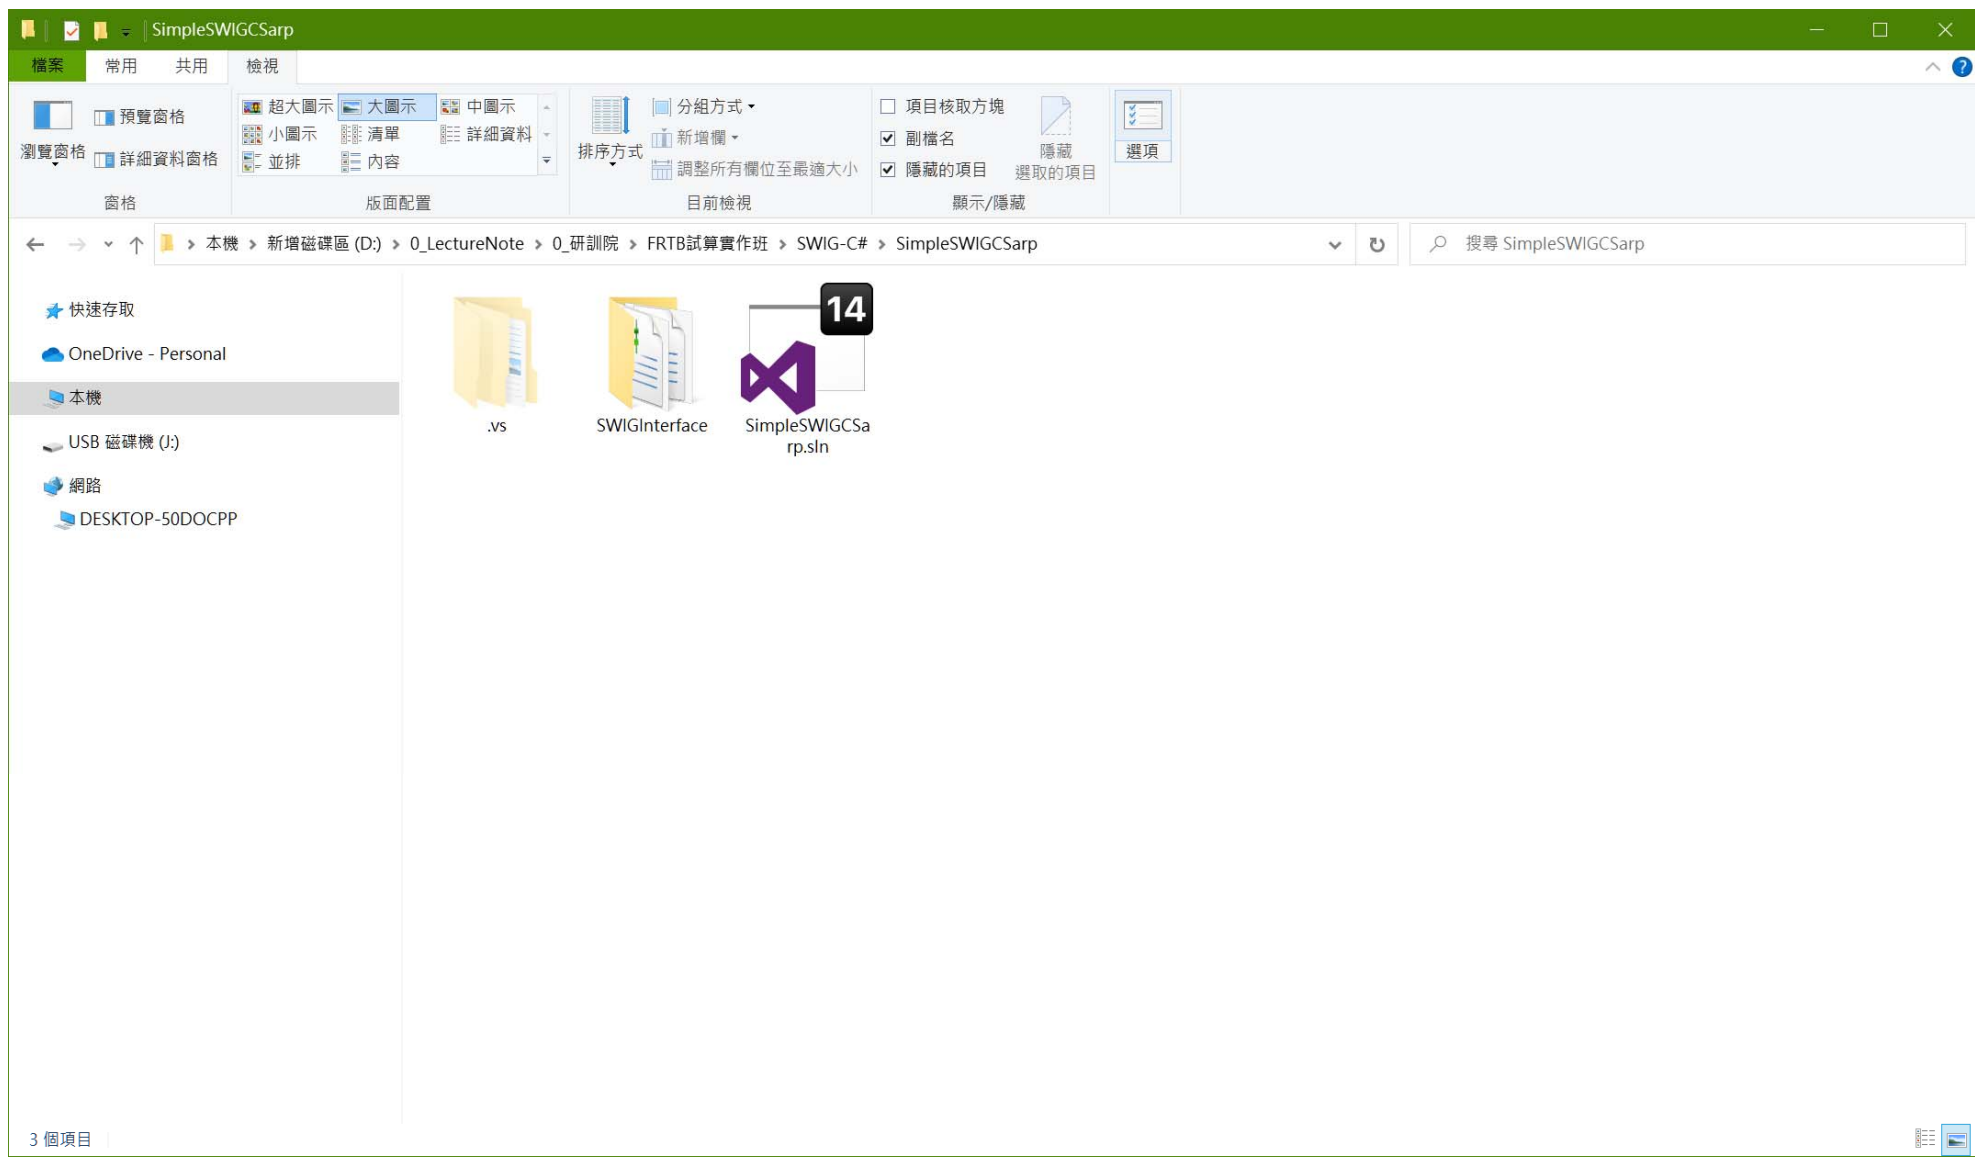 SimpleSWIGCSarp
檔案 常用 共用 檢視
瀏覽窗格
預覽窗格
詳細資料窗格
窗格
超大圖示 大圖示 中圖示
小圖示 清單 詳細資料
並排 內容
版面配置
排序方式
分組方式
新增欄
調整所有欄位至最適大小
目前檢視
項目核取方塊
副檔名
隱藏的項目
隱藏
選取的項目
顯示/隱藏
選項
本機 › 新增磁碟區 (D:) › 0_LectureNote › 0_研訓院 › FRTB試算實作班 › SWIG-C# › SimpleSWIGCSarp
搜尋 SimpleSWIGCSarp
快速存取
OneDrive - Personal
本機
USB 磁碟機 (J:)
網路
DESKTOP-50DOCPP
.vs
SWIGInterface
14
SimpleSWIGCSa
rp.sln
3 個項目